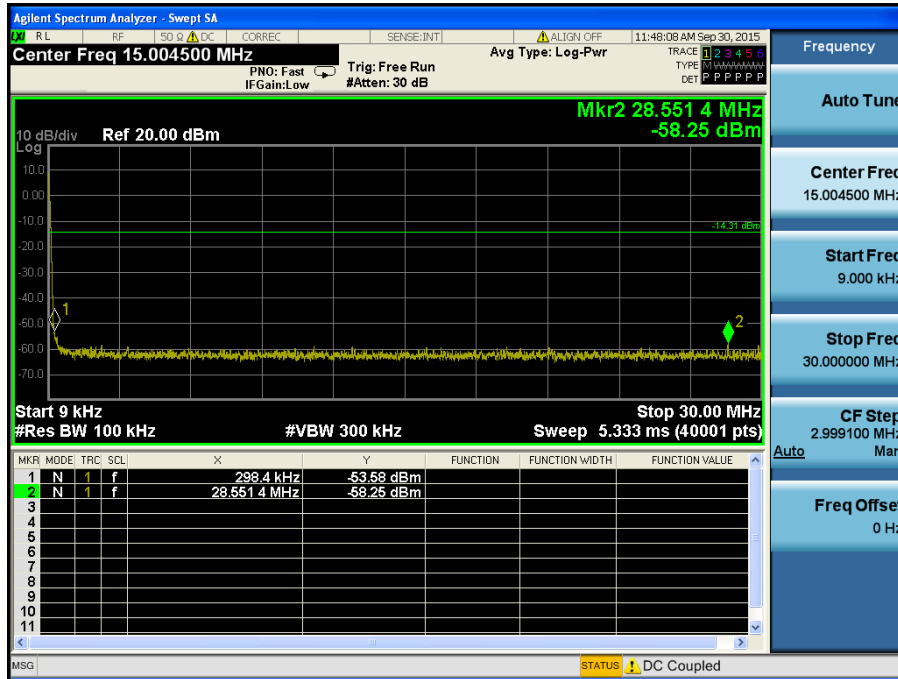 Agilent Spectrum Analyzer - Swept SA
LXI RL RF 50 Ω DC CORREC SENSE:INT ALIGN OFF 11:48:08 AM Sep 30, 2015
Center Freq 15.004500 MHz
PNO: Fast
IFGain:Low
Trig: Free Run
#Atten: 30 dB
Avg Type: Log-Pwr
TRACE 1 2 3 4 5 6
TYPE M WWWWW
DET P P P P P P
Mkr2 28.551 4 MHz
-58.25 dBm
10 dB/div Ref 20.00 dBm
Log
10.0
0.00
-10.0
-14.31 dBm
-20.0
-30.0
-40.0
-50.0
-60.0
-70.0
1
2
Start 9 kHz Stop 30.00 MHz
#Res BW 100 kHz #VBW 300 kHz Sweep 5.333 ms (40001 pts)
MKR MODE TRC SCL X Y FUNCTION FUNCTION WIDTH FUNCTION VALUE
1 N 1 f 298.4 kHz -53.58 dBm
2 N 1 f 28.551 4 MHz -58.25 dBm
3
4
5
6
7
8
9
10
11
MSG STATUS DC Coupled
Frequency
Auto Tune
Center Freq
15.004500 MHz
Start Freq
9.000 kHz
Stop Freq
30.000000 MHz
CF Step
2.999100 MHz
Auto Man
Freq Offset
0 Hz